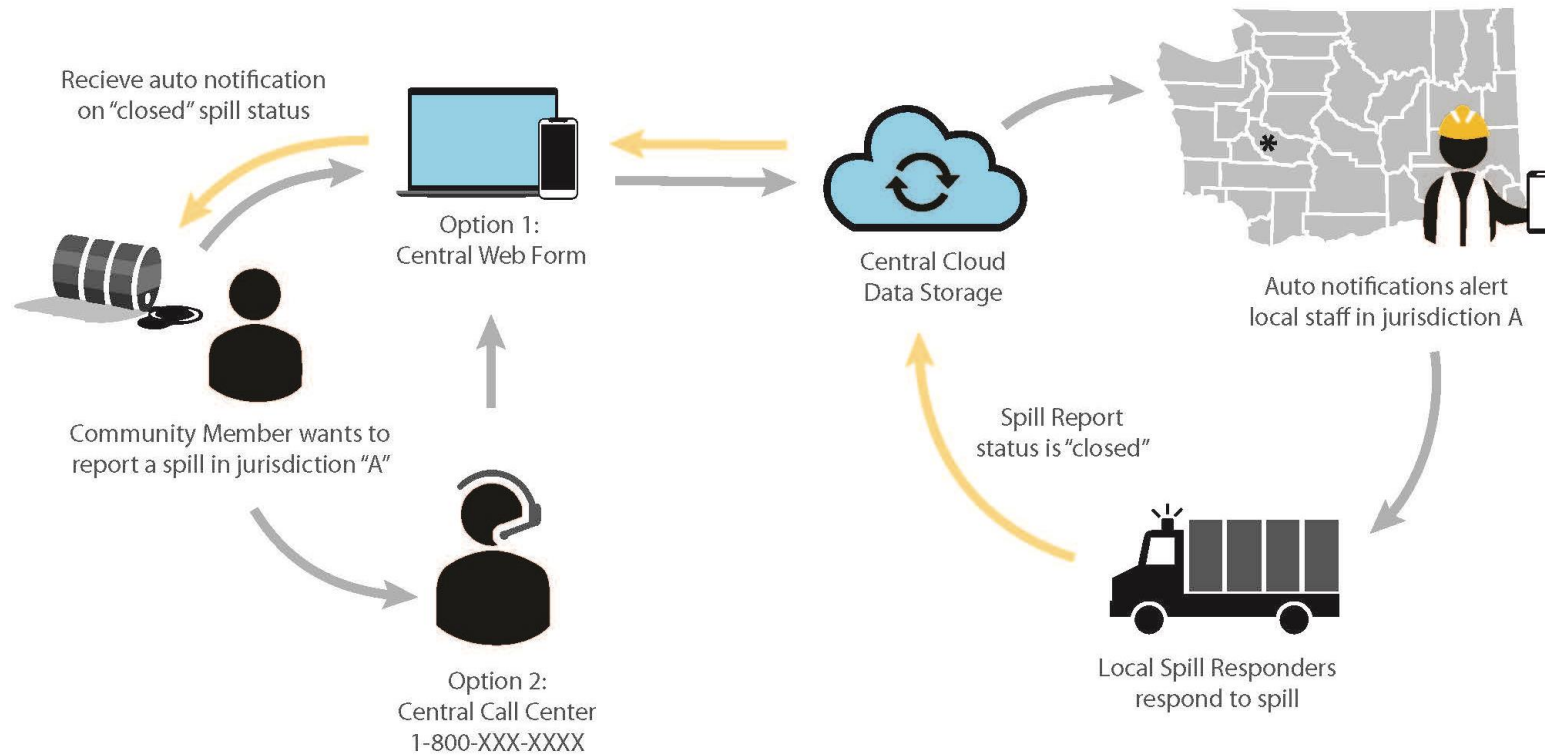 Recieve auto notification
on “closed” spill status
Option 1:
Central Web Form
Central Cloud
Data Storage
Auto notifications alert
local staff in jurisdiction A
Community Member wants to
report a spill in jurisdiction “A”
Spill Report
status is “closed”
Option 2:
Central Call Center
1-800-XXX-XXXX
Local Spill Responders
respond to spill